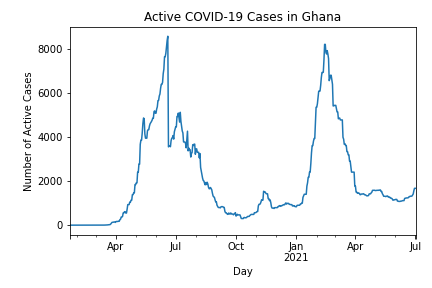 Active COVID-19 Cases in Ghana
Number of Active Cases
8000
6000
4000
2000
0
Apr
Jul
Oct
Jan
2021
Apr
Jul
Day